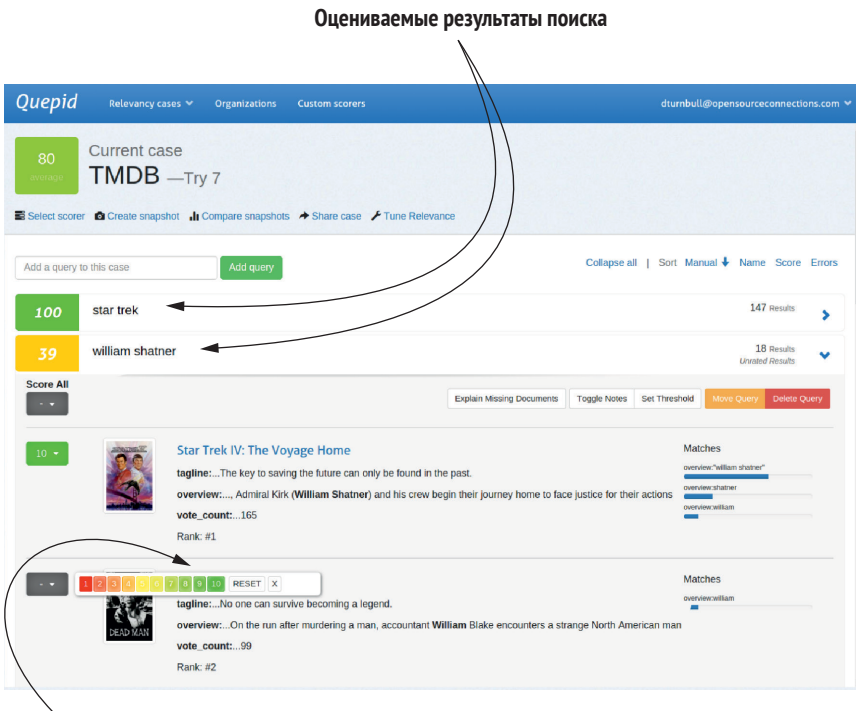 Оцениваемые результаты поиска
Quepid Relevancy cases Organizations Custom scorers dturnbull@opensourceconnections.com
80 Current case
average TMDB —Try 7
Select scorer Create snapshot Compare snapshots Share case Tune Relevance
Add a query to this case Add query Collapse all | Sort Manual Name Score Errors
100 star trek 147 Results
39 william shatner 18 Results
Unrated Results
Score All
- Explain Missing Documents Toggle Notes Set Threshold Move Query Delete Query
10 Star Trek IV: The Voyage Home Matches
tagline:...The key to saving the future can only be found in the past. overview:"william shatner"
overview:..., Admiral Kirk (William Shatner) and his crew begin their journey home to face justice for their actions overview:shatner
vote_count:...165 overview:william
Rank: #1
- 1 2 3 4 5 6 7 8 9 10 RESET X Matches
tagline:...No one can survive becoming a legend. overview:william
DEAD MAN overview:...On the run after murdering a man, accountant William Blake encounters a strange North American man
vote_count:...99
Rank: #2